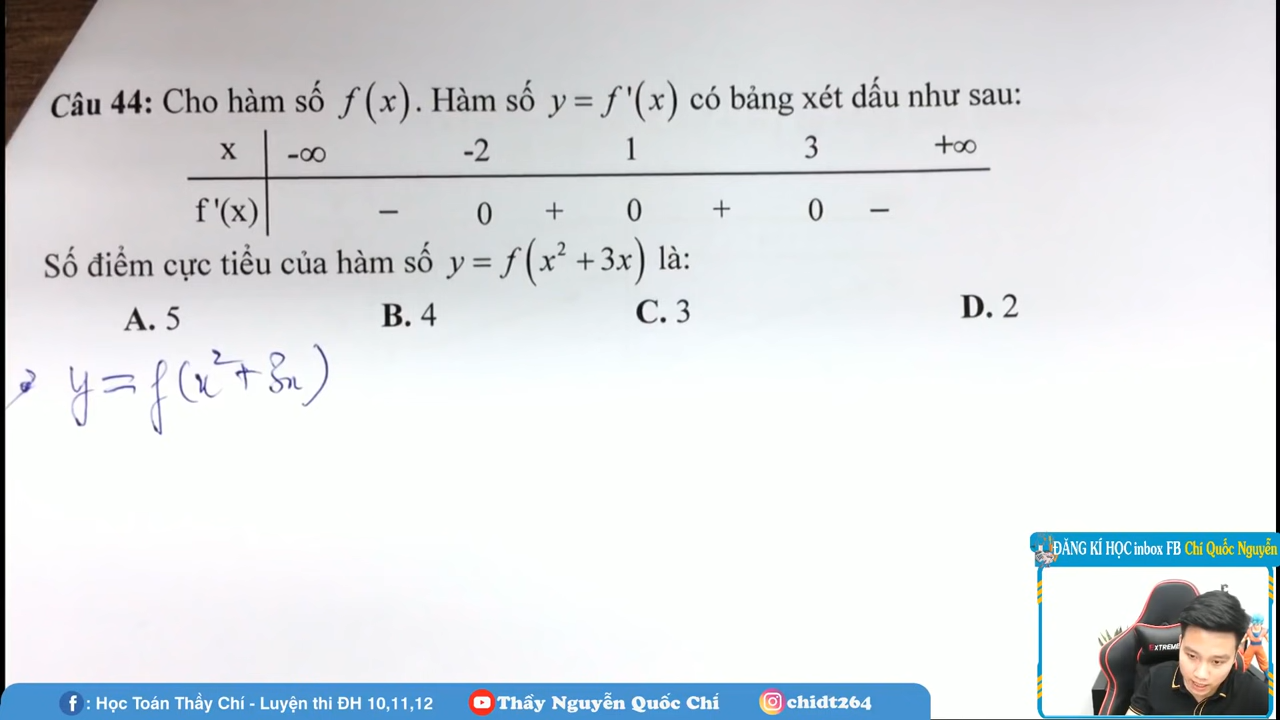 Câu 44: Cho hàm số f(x). Hàm số y = f'(x) có bảng xét dấu như sau:
x -∞ -2 1 3 +∞
f'(x) − 0 + 0 + 0 −
Số điểm cực tiểu của hàm số y = f(x² + 3x) là:
A. 5 B. 4 C. 3 D. 2
y = f(x² + 3x)
ĐĂNG KÍ HỌC inbox FB Chí Quốc Nguyễn
EXTREME
f : Học Toán Thầy Chí - Luyện thi ĐH 10,11,12 Thầy Nguyễn Quốc Chí chidt264